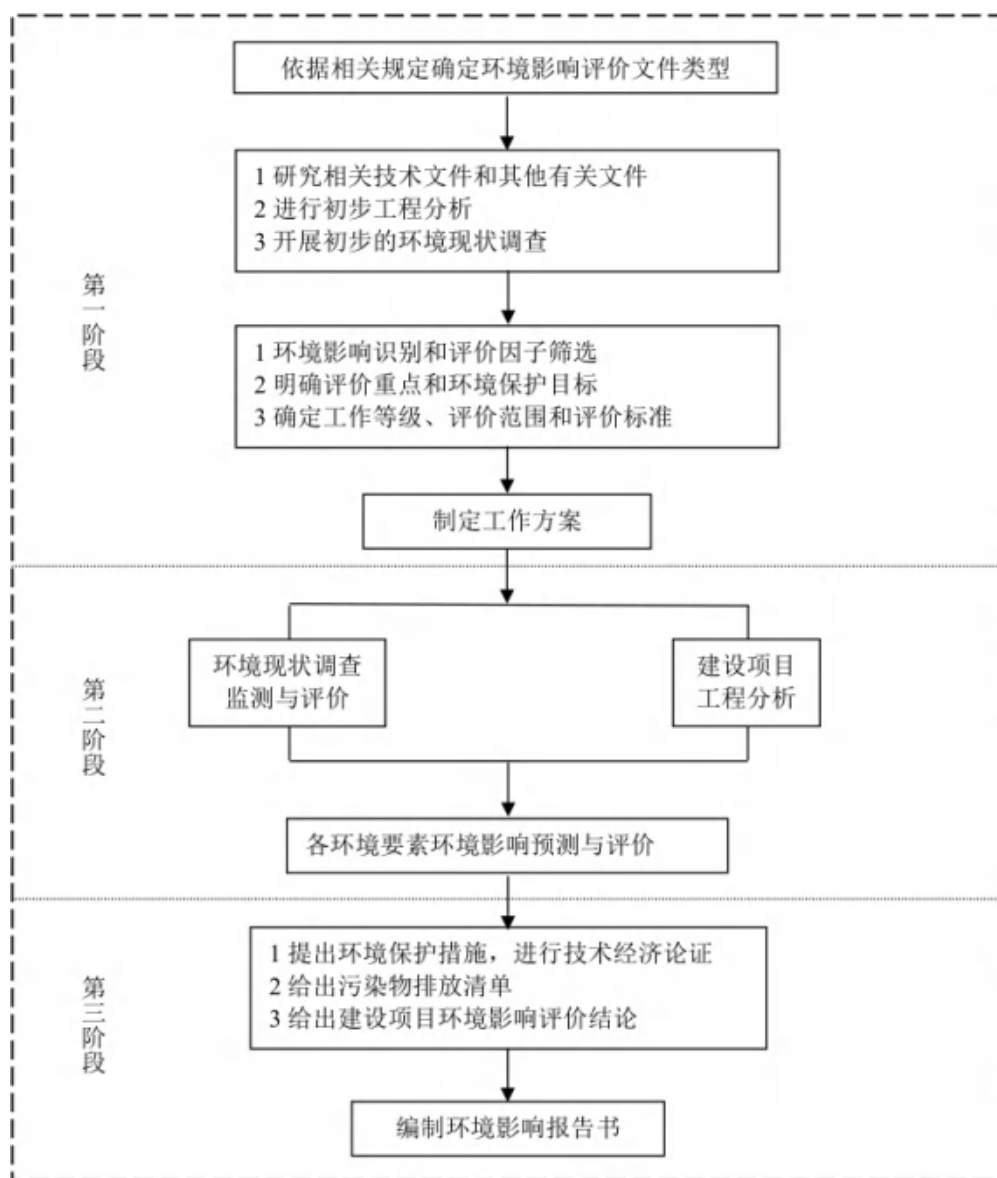 依据相关规定确定环境影响评价文件类型
1 研究相关技术文件和其他有关文件
2 进行初步工程分析
3 开展初步的环境现状调查
第一阶段
1 环境影响识别和评价因子筛选
2 明确评价重点和环境保护目标
3 确定工作等级、评价范围和评价标准
制定工作方案
第二阶段
环境现状调查
监测与评价
建设项目
工程分析
各环境要素环境影响预测与评价
第三阶段
1 提出环境保护措施，进行技术经济论证
2 给出污染物排放清单
3 给出建设项目环境影响评价结论
编制环境影响报告书